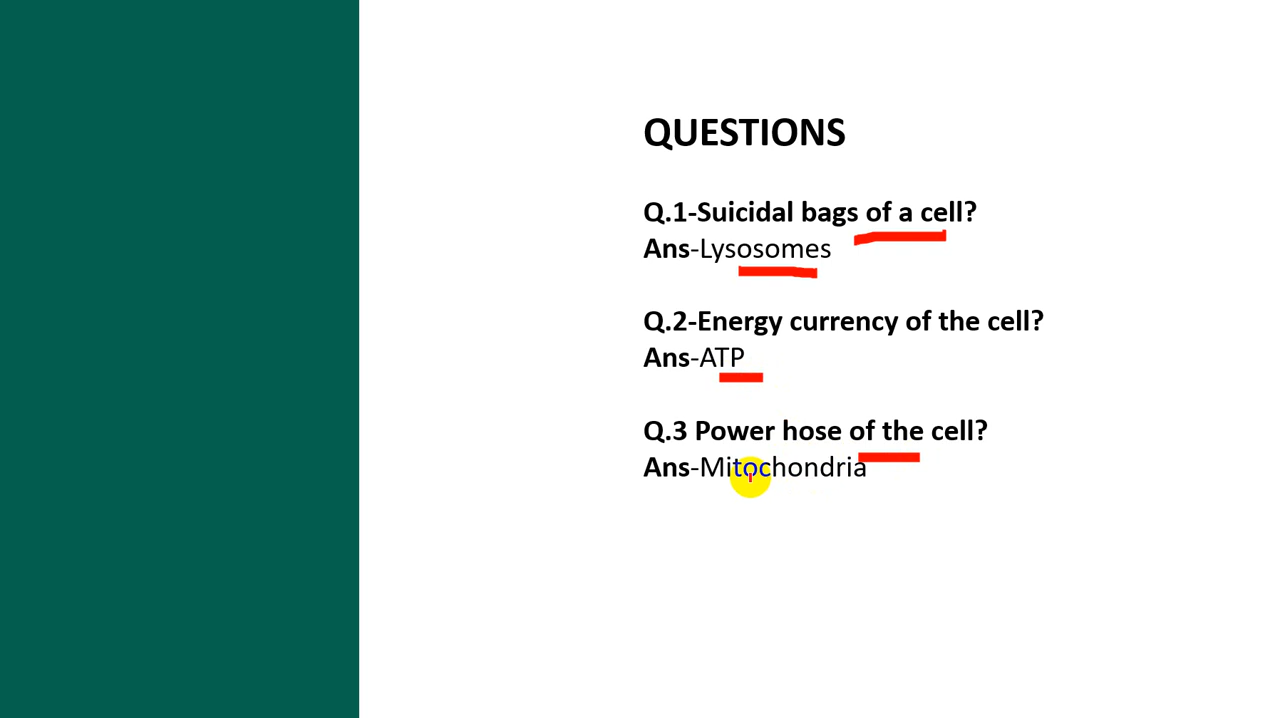 QUESTIONS
Q.1-Suicidal bags of a cell?
Ans-Lysosomes
Q.2-Energy currency of the cell?
Ans-ATP
Q.3 Power hose of the cell?
Ans-Mitochondria